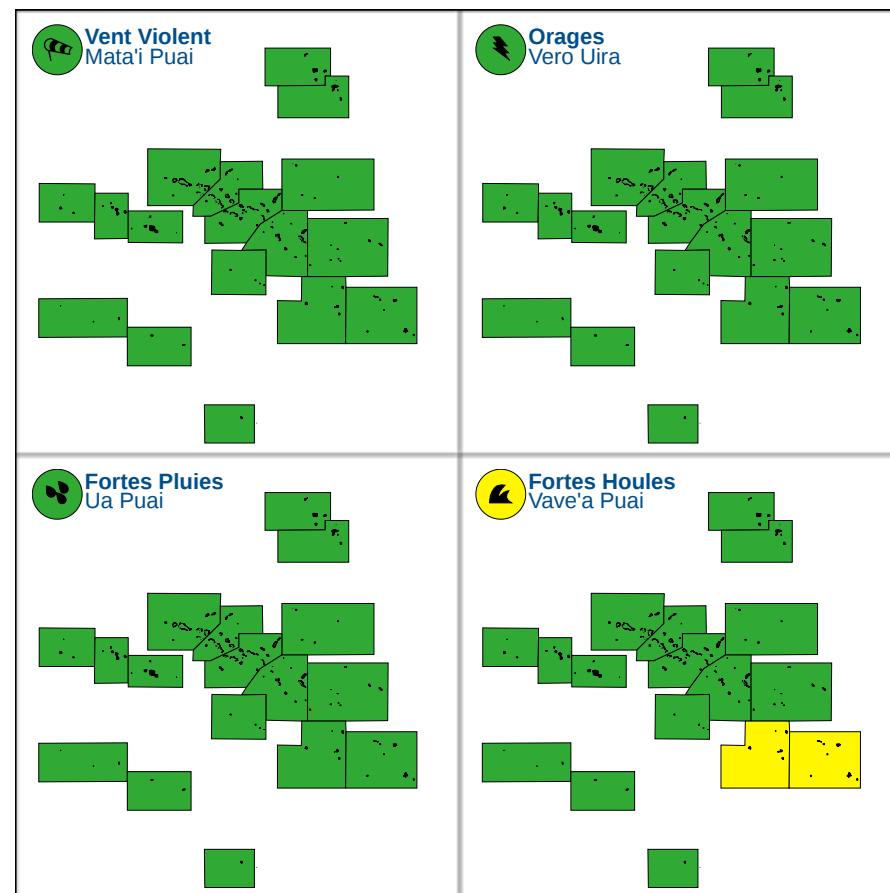 Vent Violent
Mata'i Puai
Orages
Vero Uira
Fortes Pluies
Ua Puai
Fortes Houles
Vave'a Puai